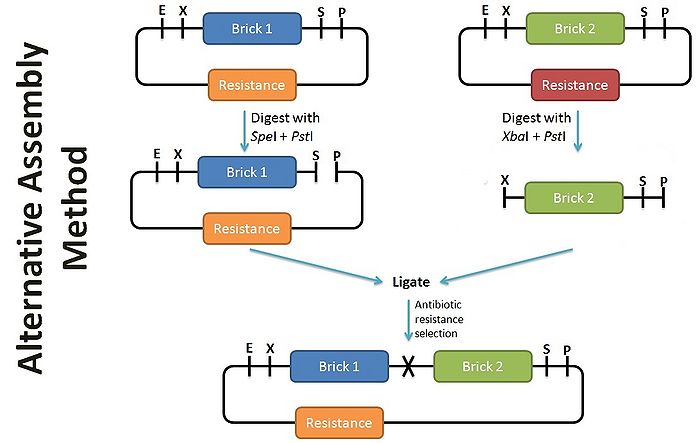 Alternative Assembly
Method
E X Brick 1 S P
Resistance
E X Brick 2 S P
Resistance
Digest with
SpeI + PstI
Digest with
XbaI + PstI
E X Brick 1 S P
Resistance
X Brick 2 S P
Ligate
Antibiotic
resistance
selection
E X Brick 1 Brick 2 S P
Resistance